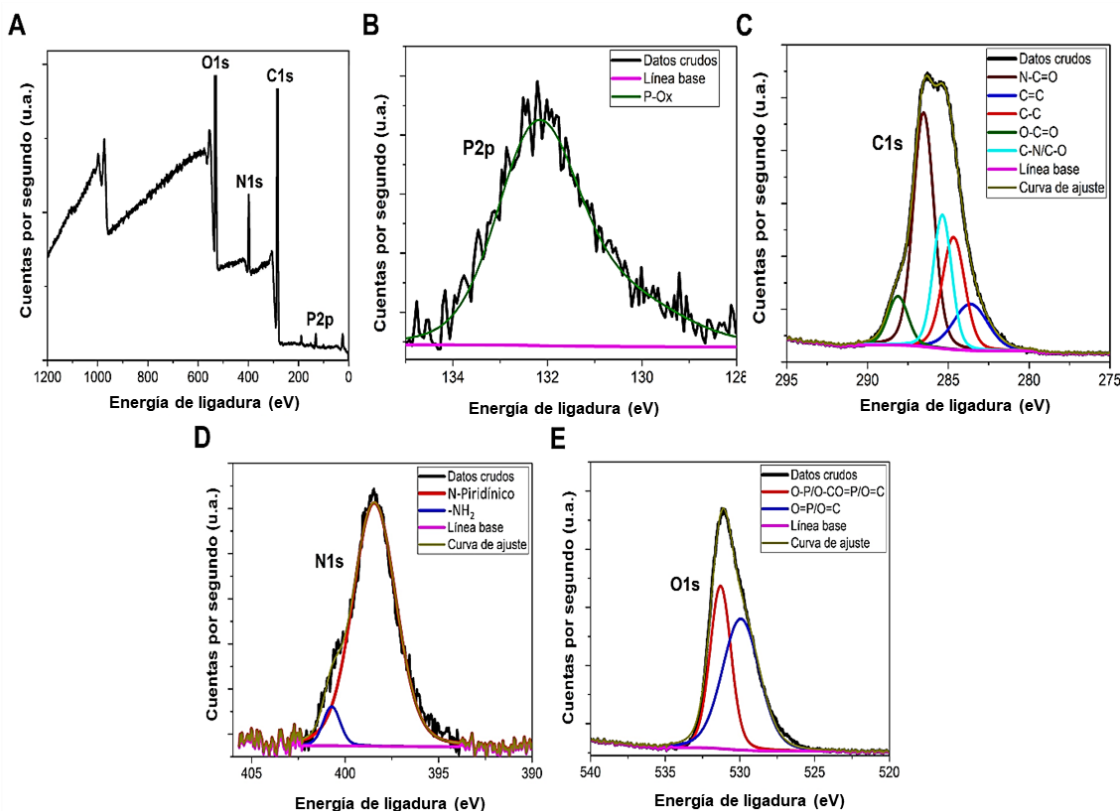 A
O1s
C1s
N1s
P2p
Cuentas por segundo (u.a.)
1200 1000 800 600 400 200 0
Energía de ligadura (eV)
B
Datos crudos
Línea base
P-Ox
P2p
Cuentas por segundo (u.a.)
134 132 130 128 126
Energía de ligadura (eV)
C
Datos crudos
N-C=O
C=C
C-C
O-C=O
C-N/C-O
Línea base
Curva de ajuste
C1s
Cuentas por segundo (u.a.)
295 290 285 280 275
Energía de ligadura (eV)
D
Datos crudos
N-Piridínico
-NH₂
Línea base
Curva de ajuste
N1s
Cuentas por segundo (u.a.)
405 400 395 390
Energía de ligadura (eV)
E
Datos crudos
O-P/O-CO=P/O=C
O=P/O=C
Línea base
Curva de ajuste
O1s
Cuentas por segundo (u.a.)
540 535 530 525 520
Energía de ligadura (eV)